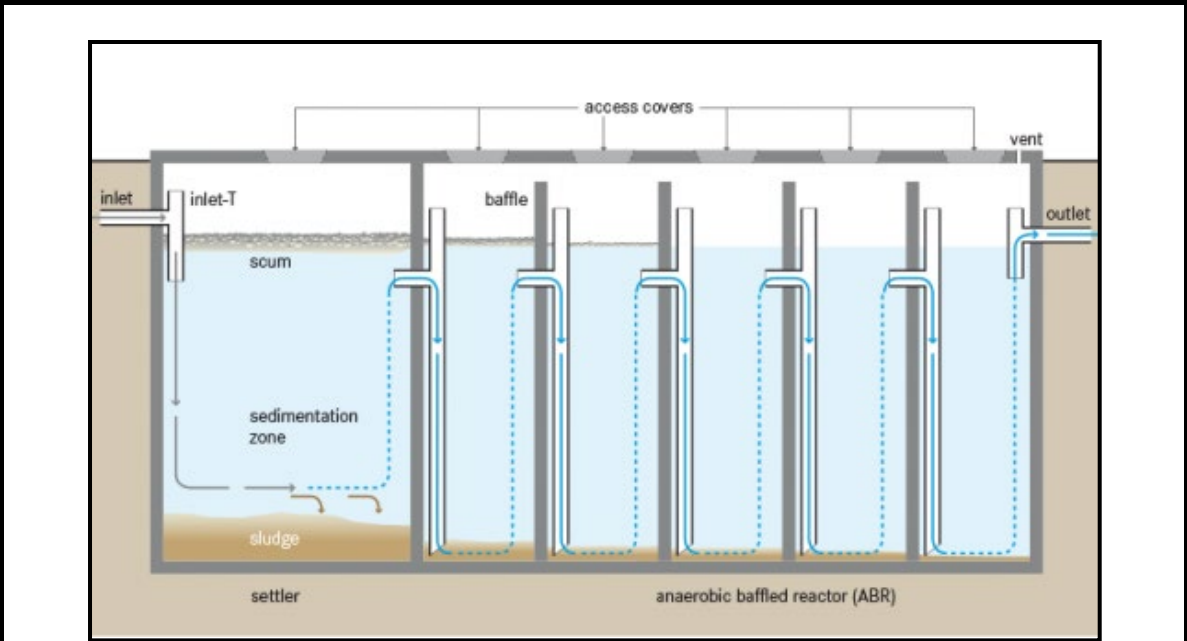 access covers
vent
inlet
inlet-T
baffle
outlet
scum
sedimentation
zone
sludge
settler
anaerobic baffled reactor (ABR)